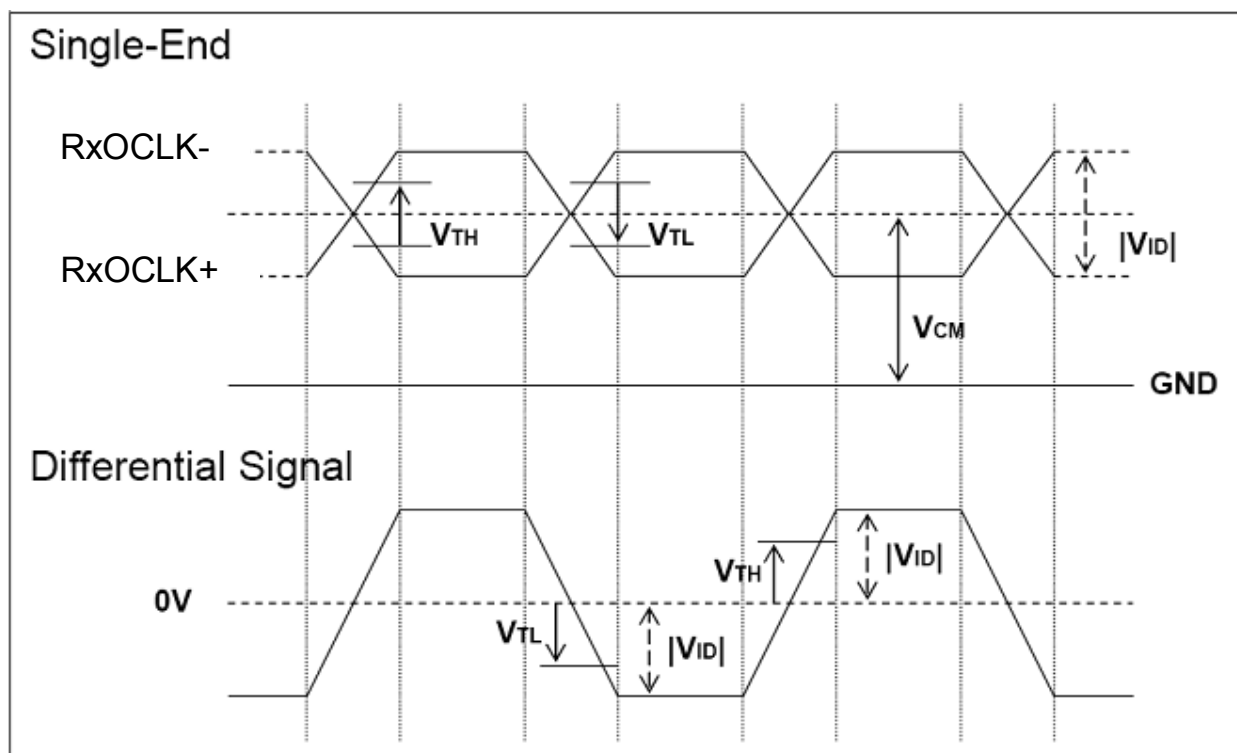 Single-End
RxOCLK-
VTH
VTL
RxOCLK+
|VID|
VCM
GND
Differential Signal
|VID|
VTH
0V
VTL
|VID|